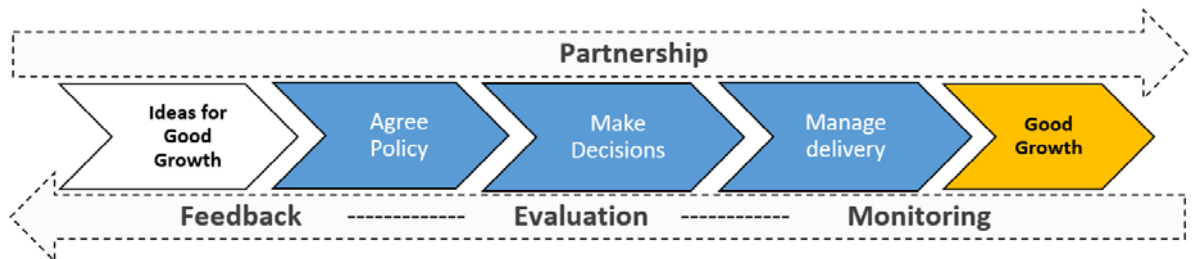 Partnership
Ideas for
Good
Growth
Agree
Policy
Make
Decisions
Manage
delivery
Good
Growth
Feedback ----------- Evaluation ----------- Monitoring